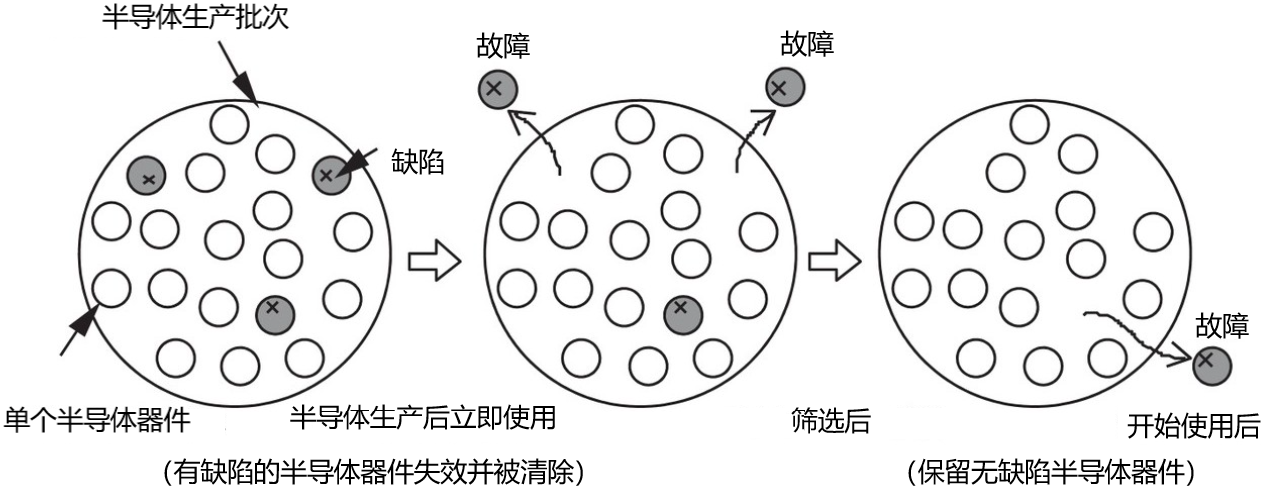 半导体生产批次
故障
故障
缺陷
故障
单个半导体器件
半导体生产后立即使用
筛选后
开始使用后
（有缺陷的半导体器件失效并被清除）
（保留无缺陷半导体器件）